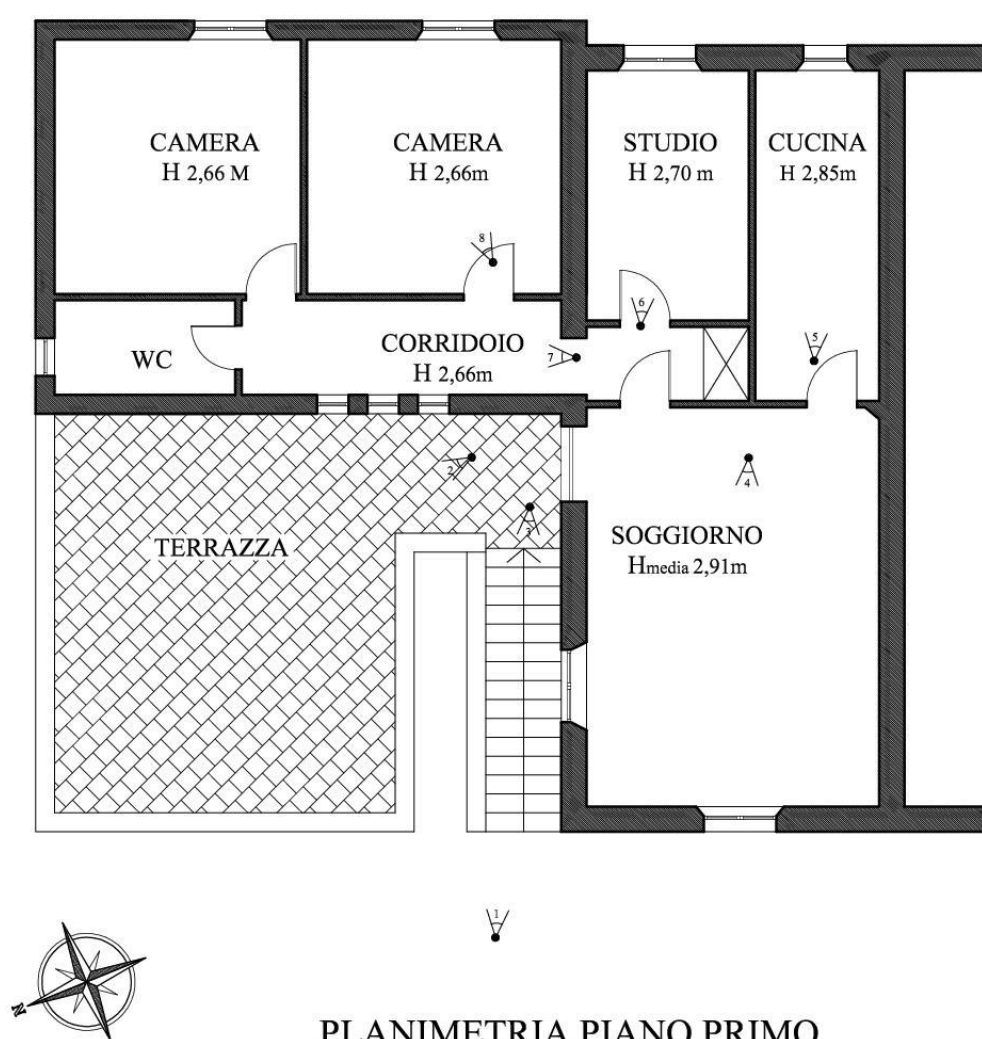 CAMERA
H 2,66 M
CAMERA
H 2,66m
STUDIO
H 2,70 m
CUCINA
H 2,85m
8
6
5
WC
CORRIDOIO
H 2,66m
7
2
3
4
TERRAZZA
SOGGIORNO
Hmedia 2,91m
1
N
PLANIMETRIA PIANO PRIMO